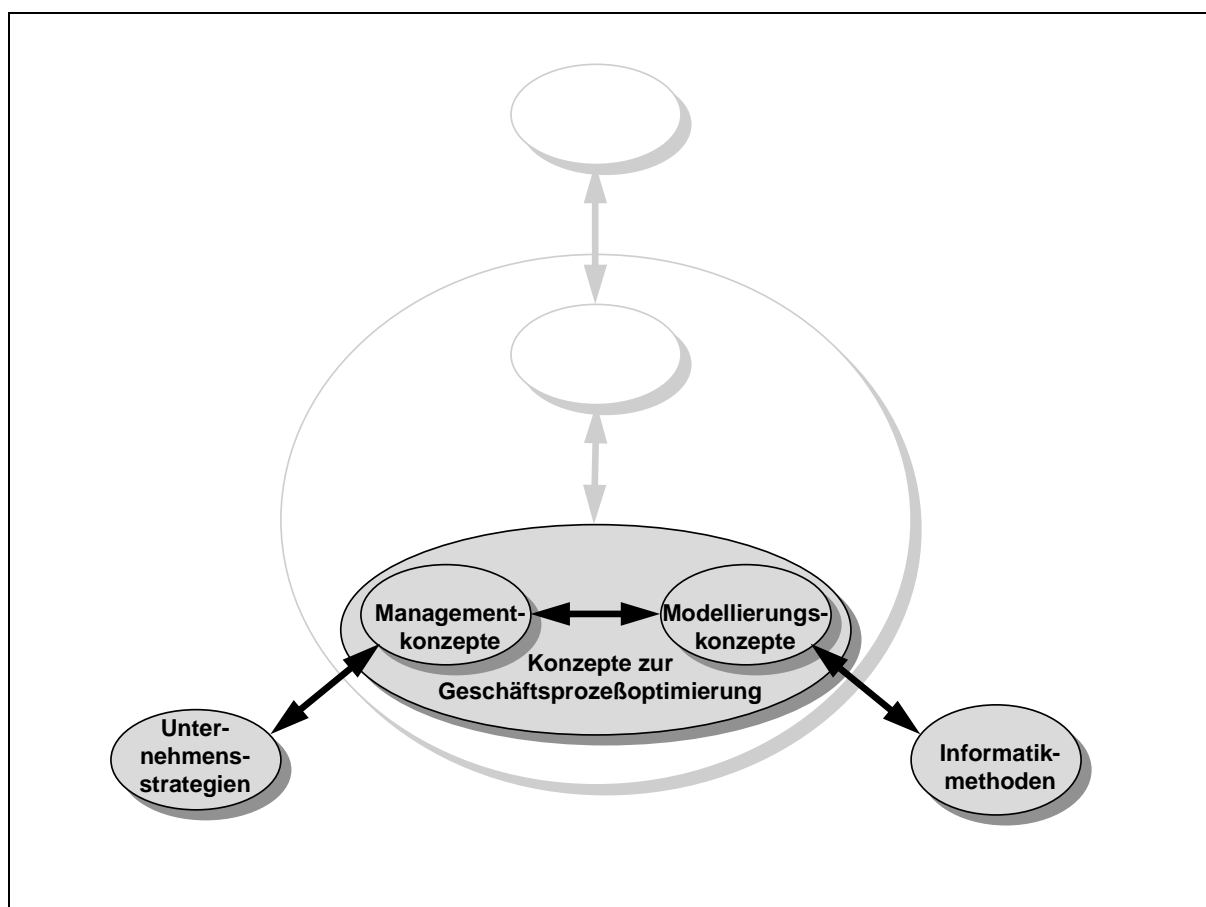 Management-
konzepte
Modellierungs-
konzepte
Konzepte zur
Geschäftsprozeßoptimierung
Unter-
nehmens-
strategien
Informatik-
methoden